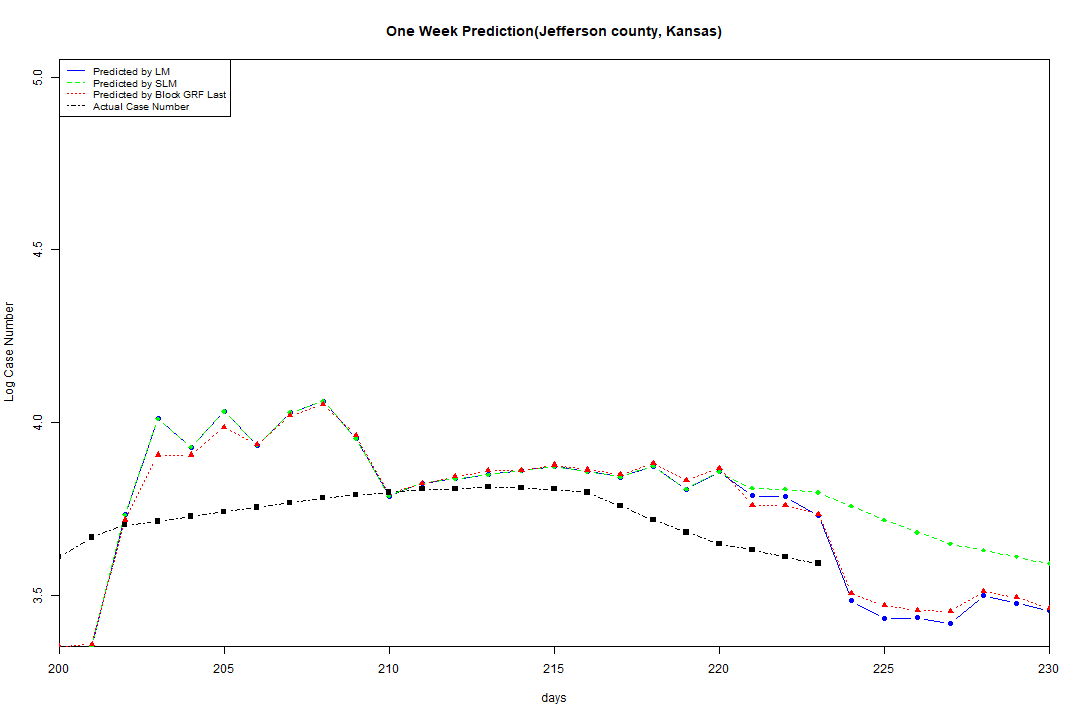 One Week Prediction(Jefferson county, Kansas)
Predicted by LM
Predicted by SLM
Predicted by Block GRF Last
Actual Case Number
5.0
4.5
4.0
3.5
Log Case Number
200 205 210 215 220 225 230
days